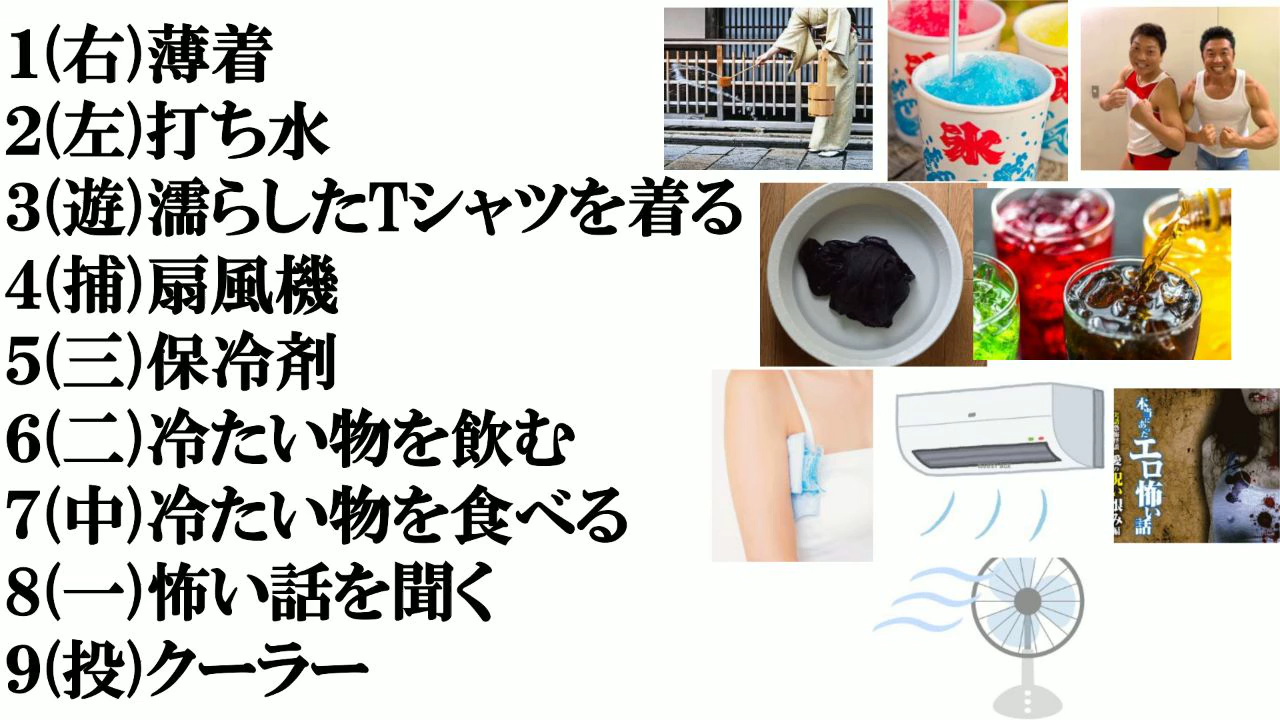 1(右)薄着
2(左)打ち水
3(遊)濡らしたTシャツを着る
4(捕)扇風機
5(三)保冷剤
6(二)冷たい物を飲む
7(中)冷たい物を食べる
8(一)怖い話を聞く
9(投)クーラー
氷
本当にあった
エロ怖い話